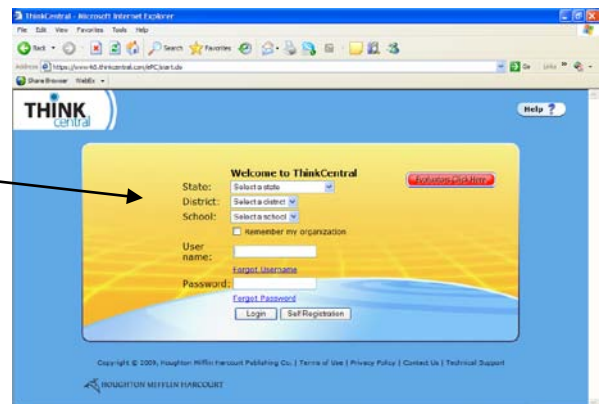 ThinkCentral - Microsoft Internet Explorer
File Edit View Favorites Tools Help
Back Search Favorites
Address https://www-k6.thinkcentral.com/ePC/start.do Go Links
Share Browser WebEx
THINK central
Help ?
Welcome to ThinkCentral
Evaluators Click Here
State: Select a state
District: Select a district
School: Select a school
Remember my organization
User name:
Forgot Username
Password:
Forgot Password
Login Self Registration
Copyright © 2009, Houghton Mifflin Harcourt Publishing Co. | Terms of Use | Privacy Policy | Contact Us | Technical Support
HOUGHTON MIFFLIN HARCOURT